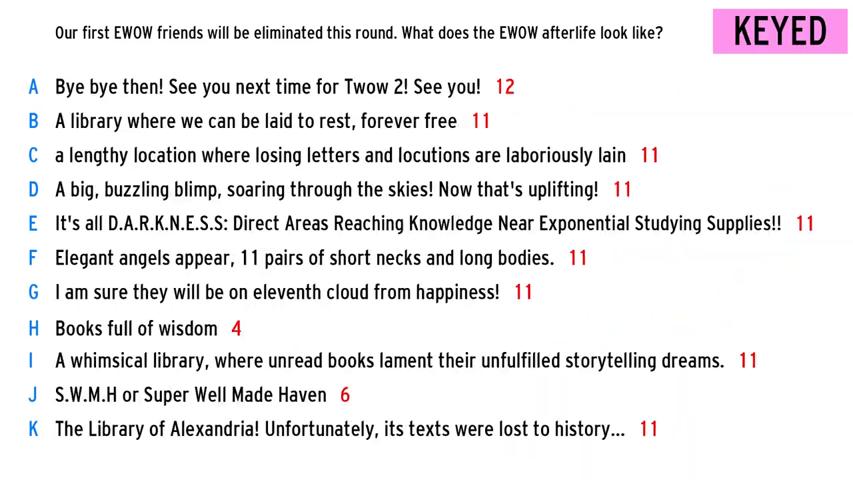 Our first EWOW friends will be eliminated this round. What does the EWOW afterlife look like?
KEYED
A Bye bye then! See you next time for Twow 2! See you! 12
B A library where we can be laid to rest, forever free 11
C a lengthy location where losing letters and locutions are laboriously lain 11
D A big, buzzling blimp, soaring through the skies! Now that's uplifting! 11
E It's all D.A.R.K.N.E.S.S: Direct Areas Reaching Knowledge Near Exponential Studying Supplies!! 11
F Elegant angels appear, 11 pairs of short necks and long bodies. 11
G I am sure they will be on eleventh cloud from happiness! 11
H Books full of wisdom 4
I A whimsical library, where unread books lament their unfulfilled storytelling dreams. 11
J S.W.M.H or Super Well Made Haven 6
K The Library of Alexandria! Unfortunately, its texts were lost to history... 11